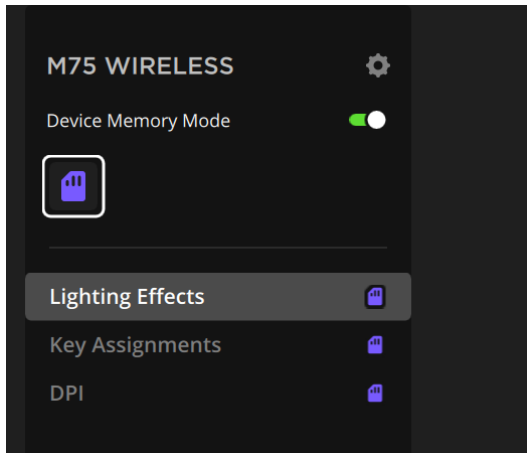 M75 WIRELESS
Device Memory Mode
Lighting Effects
Key Assignments
DPI